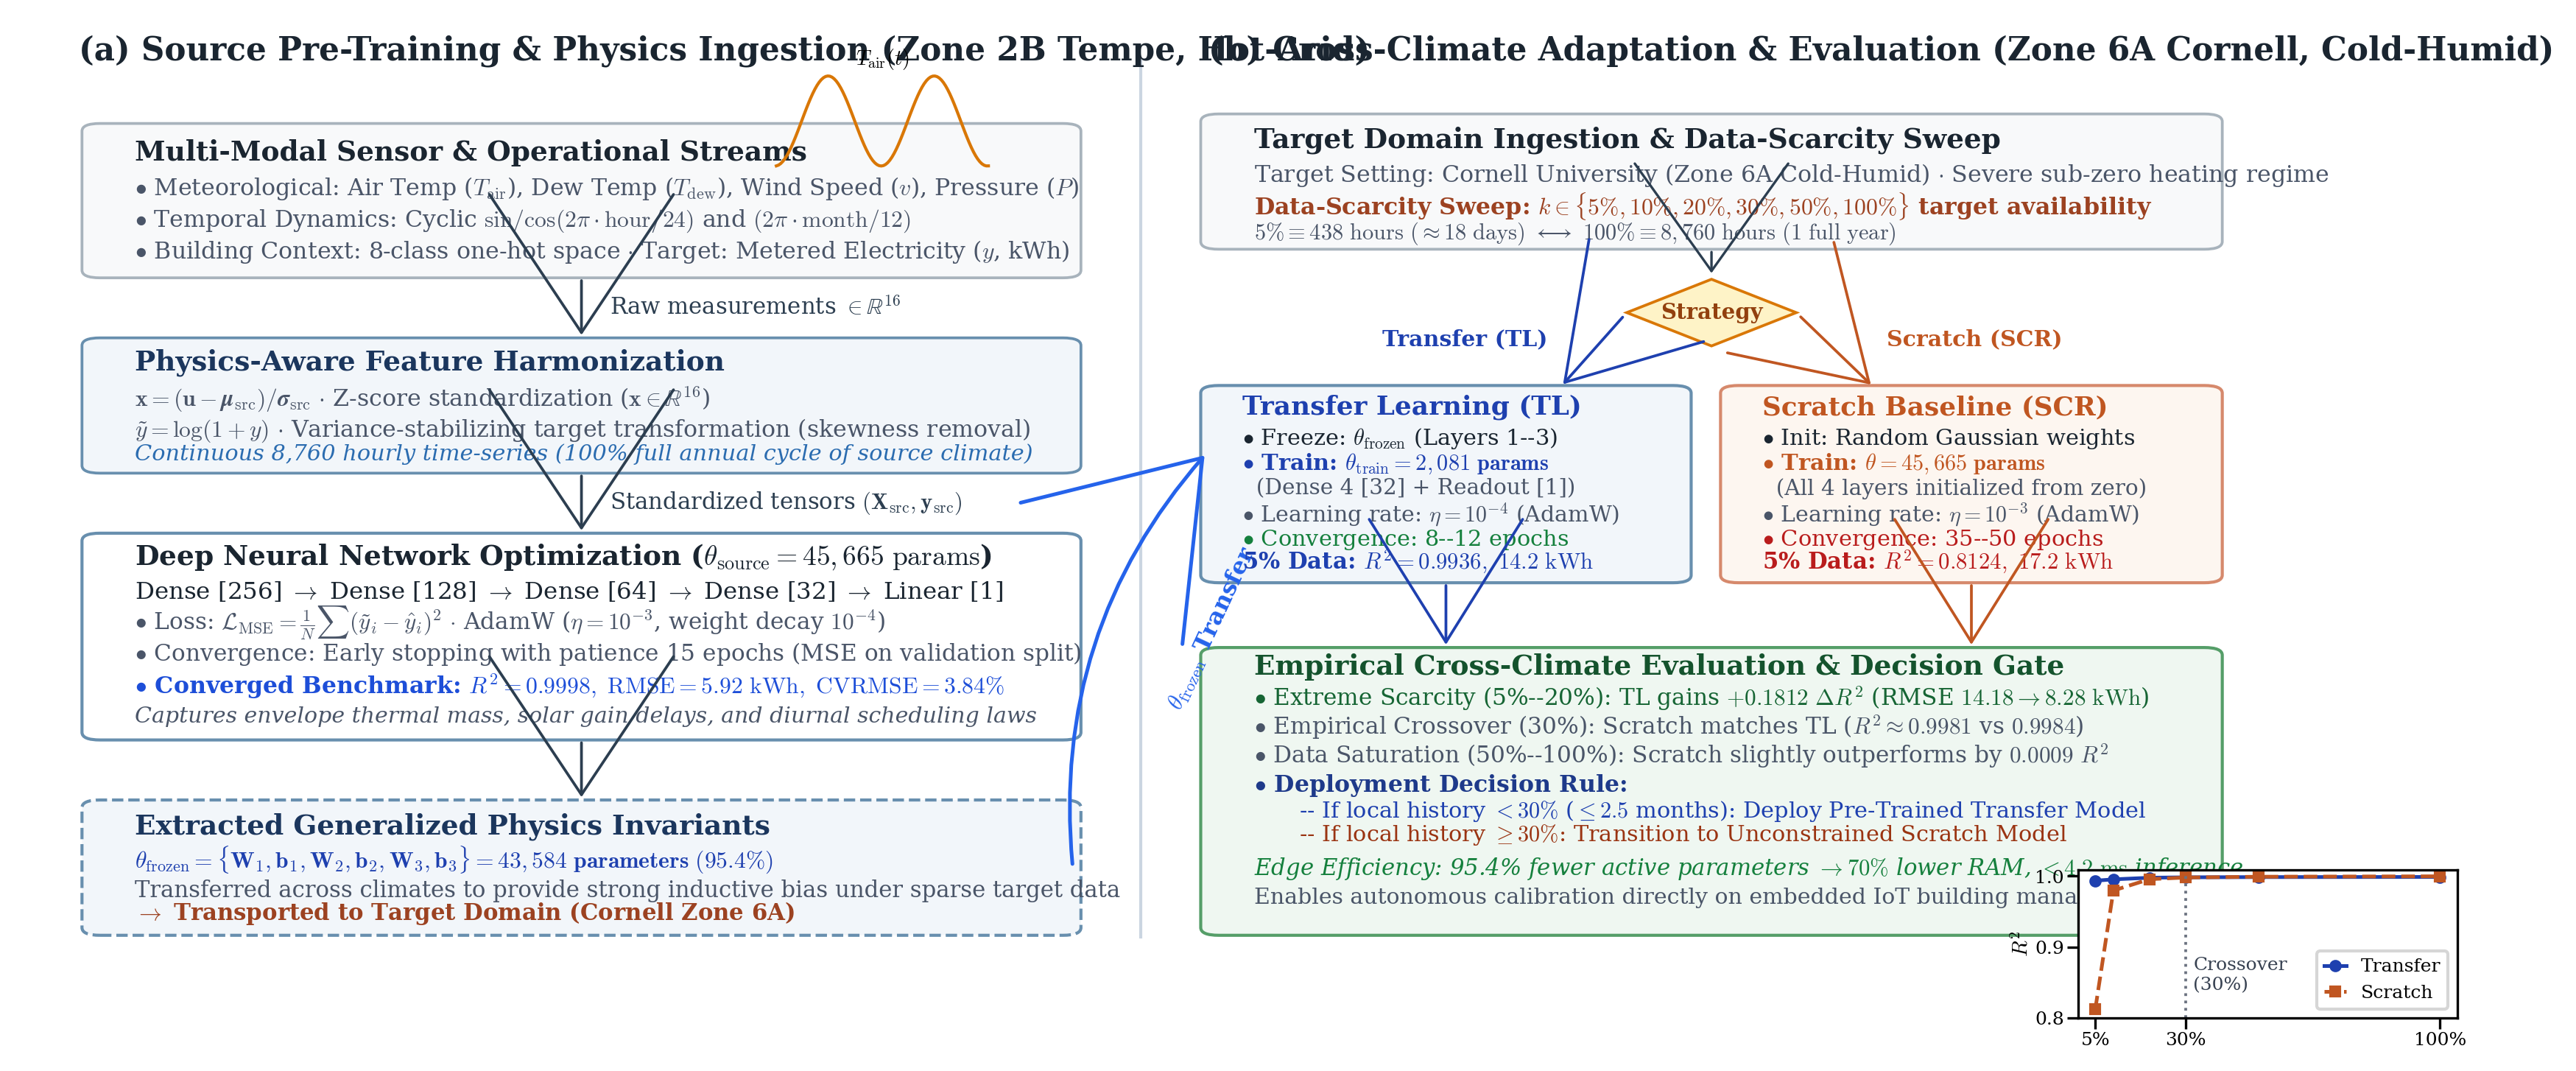 (a) Source Pre-Training & Physics Ingestion (Zone 2B Tempe, Hot-Arid)
T_air(t)
Multi-Modal Sensor & Operational Streams
• Meteorological: Air Temp (T_air), Dew Temp (T_dew), Wind Speed (v), Pressure (P)
• Temporal Dynamics: Cyclic sin/cos(2π · hour/24) and (2π · month/12)
• Building Context: 8-class one-hot space · Target: Metered Electricity (y, kWh)
Raw measurements ∈ ℝ^16
Physics-Aware Feature Harmonization
x = (u − μ_src)/σ_src · Z-score standardization (x ∈ ℝ^16)
ỹ = log(1 + y) · Variance-stabilizing target transformation (skewness removal)
Continuous 8,760 hourly time-series (100% full annual cycle of source climate)
Standardized tensors (X_src, y_src)
Deep Neural Network Optimization (θ_source = 45,665 params)
Dense [256] → Dense [128] → Dense [64] → Dense [32] → Linear [1]
• Loss: ℒ_MSE = 1/N ∑(ỹ_i − ŷ_i)² · AdamW (η = 10^−3, weight decay 10^−4)
• Convergence: Early stopping with patience 15 epochs (MSE on validation split)
• Converged Benchmark: R² = 0.9998, RMSE = 5.92 kWh, CVRMSE = 3.84%
Captures envelope thermal mass, solar gain delays, and diurnal scheduling laws
Extracted Generalized Physics Invariants
θ_frozen = {W_1, b_1, W_2, b_2, W_3, b_3} = 43,584 parameters (95.4%)
Transferred across climates to provide strong inductive bias under sparse target data
→ Transported to Target Domain (Cornell Zone 6A)
θ_frozen Transfer
(b) Cross-Climate Adaptation & Evaluation (Zone 6A Cornell, Cold-Humid)
Target Domain Ingestion & Data-Scarcity Sweep
Target Setting: Cornell University (Zone 6A Cold-Humid) · Severe sub-zero heating regime
Data-Scarcity Sweep: k ∈ {5%, 10%, 20%, 30%, 50%, 100%} target availability
5% ≡ 438 hours (≈18 days) ⟷ 100% ≡ 8,760 hours (1 full year)
Strategy
Transfer (TL)
Scratch (SCR)
Transfer Learning (TL)
• Freeze: θ_frozen (Layers 1--3)
• Train: θ_train = 2,081 params
(Dense 4 [32] + Readout [1])
• Learning rate: η = 10^−4 (AdamW)
• Convergence: 8--12 epochs
5% Data: R² = 0.9936, 14.2 kWh
Scratch Baseline (SCR)
• Init: Random Gaussian weights
• Train: θ = 45,665 params
(All 4 layers initialized from zero)
• Learning rate: η = 10^−3 (AdamW)
• Convergence: 35--50 epochs
5% Data: R² = 0.8124, 17.2 kWh
Empirical Cross-Climate Evaluation & Decision Gate
• Extreme Scarcity (5%--20%): TL gains +0.1812 ΔR² (RMSE 14.18 → 8.28 kWh)
• Empirical Crossover (30%): Scratch matches TL (R² ≈ 0.9981 vs 0.9984)
• Data Saturation (50%--100%): Scratch slightly outperforms by 0.0009 R²
• Deployment Decision Rule:
-- If local history < 30% (≤ 2.5 months): Deploy Pre-Trained Transfer Model
-- If local history ≥ 30%: Transition to Unconstrained Scratch Model
Edge Efficiency: 95.4% fewer active parameters → 70% lower RAM, < 4.2 ms inference
Enables autonomous calibration directly on embedded IoT building mana
R²
1.0
0.9
0.8
Crossover
(30%)
Transfer
Scratch
5% 30% 100%